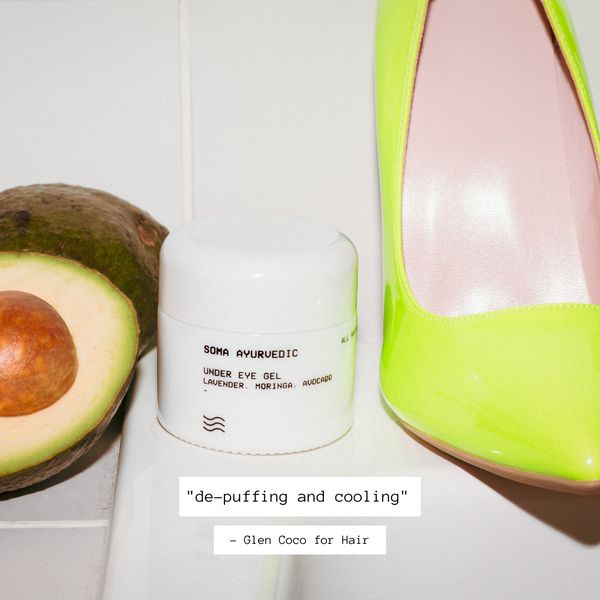 SOMA AYURVEDIC
UNDER EYE GEL
LAVENDER, MORINGA, AVOCADO
"de-puffing and cooling"
- Glen Coco for Hair